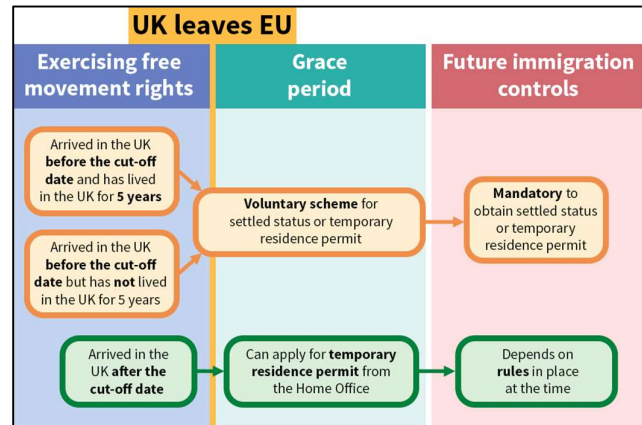 UK leaves EU
Exercising free
movement rights
Grace
period
Future immigration
controls
Arrived in the UK
before the cut-off
date and has lived
in the UK for 5 years
Voluntary scheme for
settled status or temporary
residence permit
Mandatory to
obtain settled status
or temporary
residence permit
Arrived in the UK
before the cut-off
date but has not lived
in the UK for 5 years
Arrived in the
UK after the
cut-off date
Can apply for temporary
residence permit from
the Home Office
Depends on
rules in place
at the time